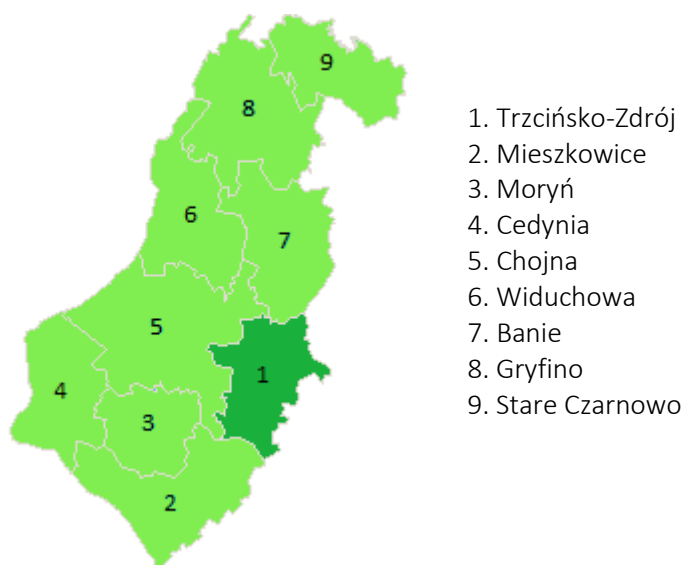 9
8
6
7
5
1
4
3
2
1. Trzcińsko-Zdrój
2. Mieszkowice
3. Moryń
4. Cedynia
5. Chojna
6. Widuchowa
7. Banie
8. Gryfino
9. Stare Czarnowo